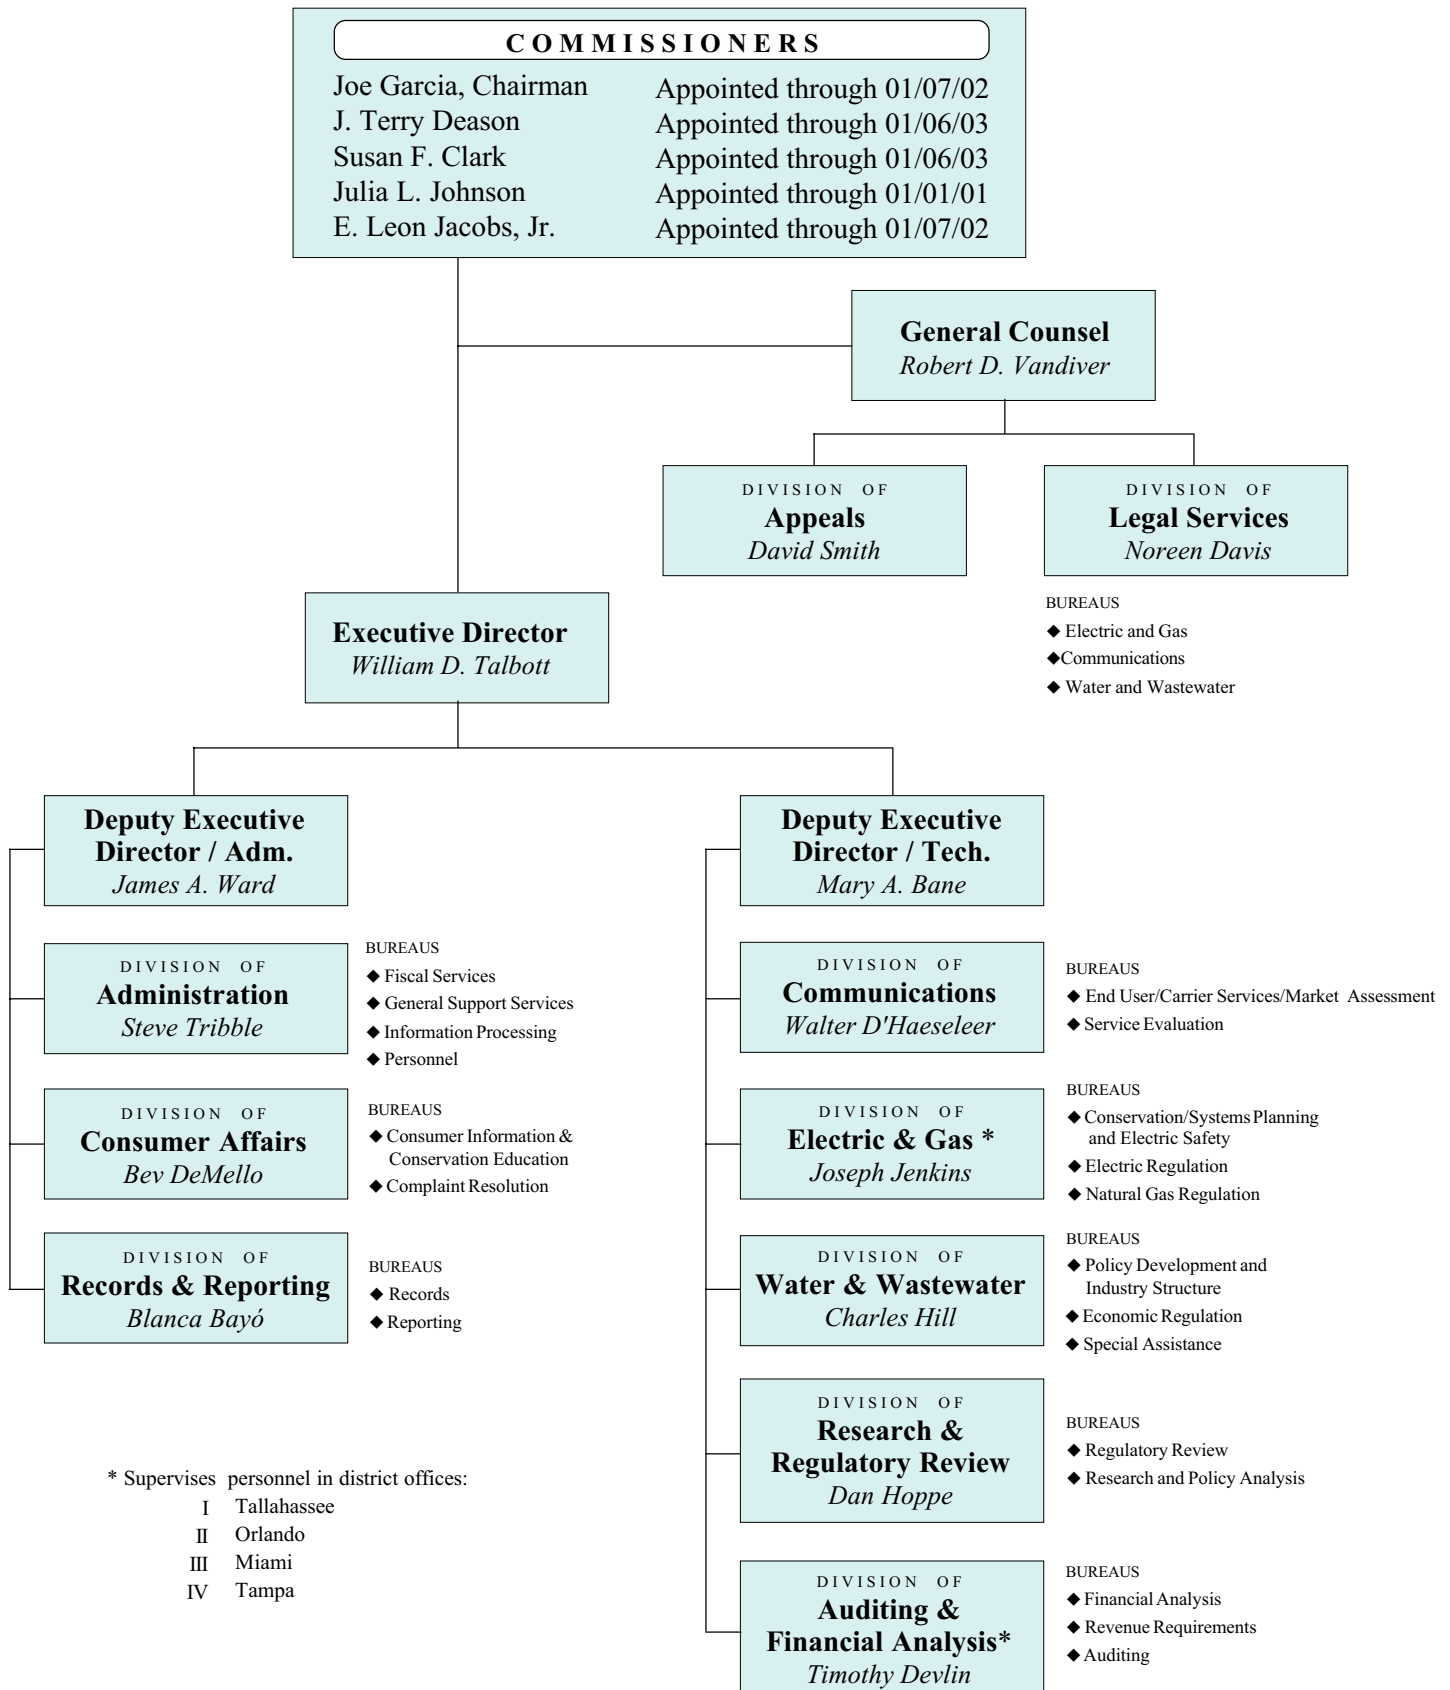 COMMISSIONERS
Joe Garcia, Chairman Appointed through 01/07/02
J. Terry Deason Appointed through 01/06/03
Susan F. Clark Appointed through 01/06/03
Julia L. Johnson Appointed through 01/01/01
E. Leon Jacobs, Jr. Appointed through 01/07/02
General Counsel
Robert D. Vandiver
DIVISION OF
Appeals
David Smith
DIVISION OF
Legal Services
Noreen Davis
BUREAUS
◆ Electric and Gas
◆Communications
◆ Water and Wastewater
Executive Director
William D. Talbott
Deputy Executive
Director / Adm.
James A. Ward
DIVISION OF
Administration
Steve Tribble
BUREAUS
◆ Fiscal Services
◆ General Support Services
◆ Information Processing
◆ Personnel
DIVISION OF
Consumer Affairs
Bev DeMello
BUREAUS
◆ Consumer Information &
Conservation Education
◆ Complaint Resolution
DIVISION OF
Records & Reporting
Blanca Bayó
BUREAUS
◆ Records
◆ Reporting
Deputy Executive
Director / Tech.
Mary A. Bane
DIVISION OF
Communications
Walter D'Haeseleer
BUREAUS
◆ End User/Carrier Services/Market Assessment
◆ Service Evaluation
DIVISION OF
Electric & Gas *
Joseph Jenkins
BUREAUS
◆ Conservation/Systems Planning
and Electric Safety
◆ Electric Regulation
◆ Natural Gas Regulation
DIVISION OF
Water & Wastewater
Charles Hill
BUREAUS
◆ Policy Development and
Industry Structure
◆ Economic Regulation
◆ Special Assistance
DIVISION OF
Research &
Regulatory Review
Dan Hoppe
BUREAUS
◆ Regulatory Review
◆ Research and Policy Analysis
DIVISION OF
Auditing &
Financial Analysis*
Timothy Devlin
BUREAUS
◆ Financial Analysis
◆ Revenue Requirements
◆ Auditing
* Supervises personnel in district offices:
I Tallahassee
II Orlando
III Miami
IV Tampa